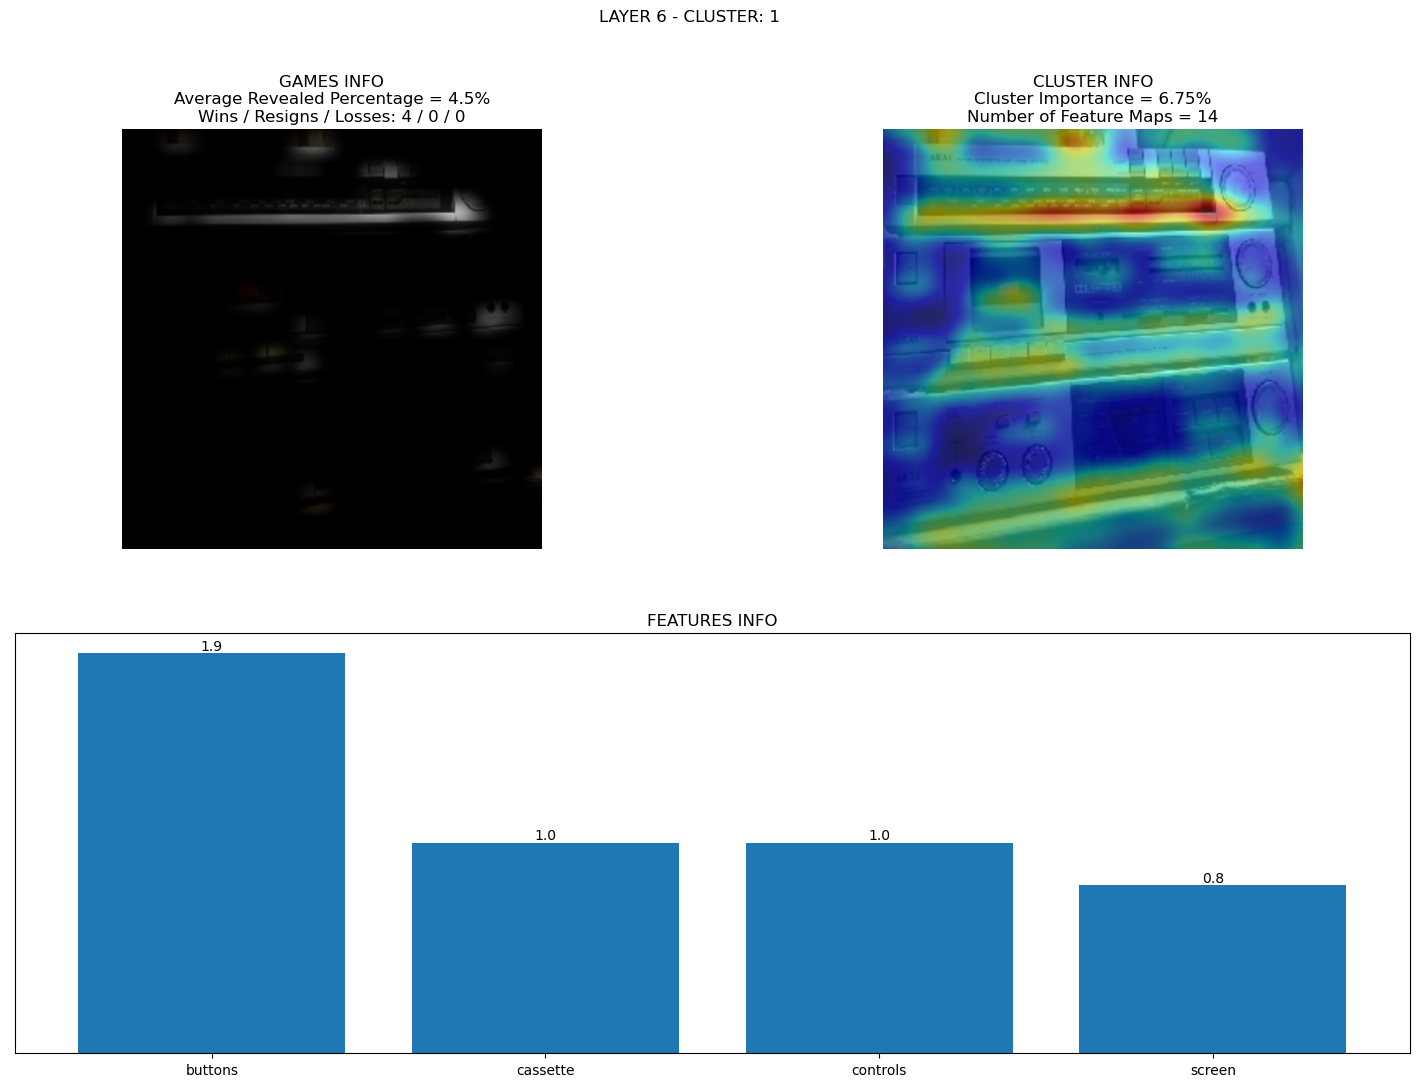 LAYER 6 - CLUSTER: 1
GAMES INFO
Average Revealed Percentage = 4.5%
Wins / Resigns / Losses: 4 / 0 / 0
CLUSTER INFO
Cluster Importance = 6.75%
Number of Feature Maps = 14
FEATURES INFO
1.9
1.0
1.0
0.8
buttons
cassette
controls
screen